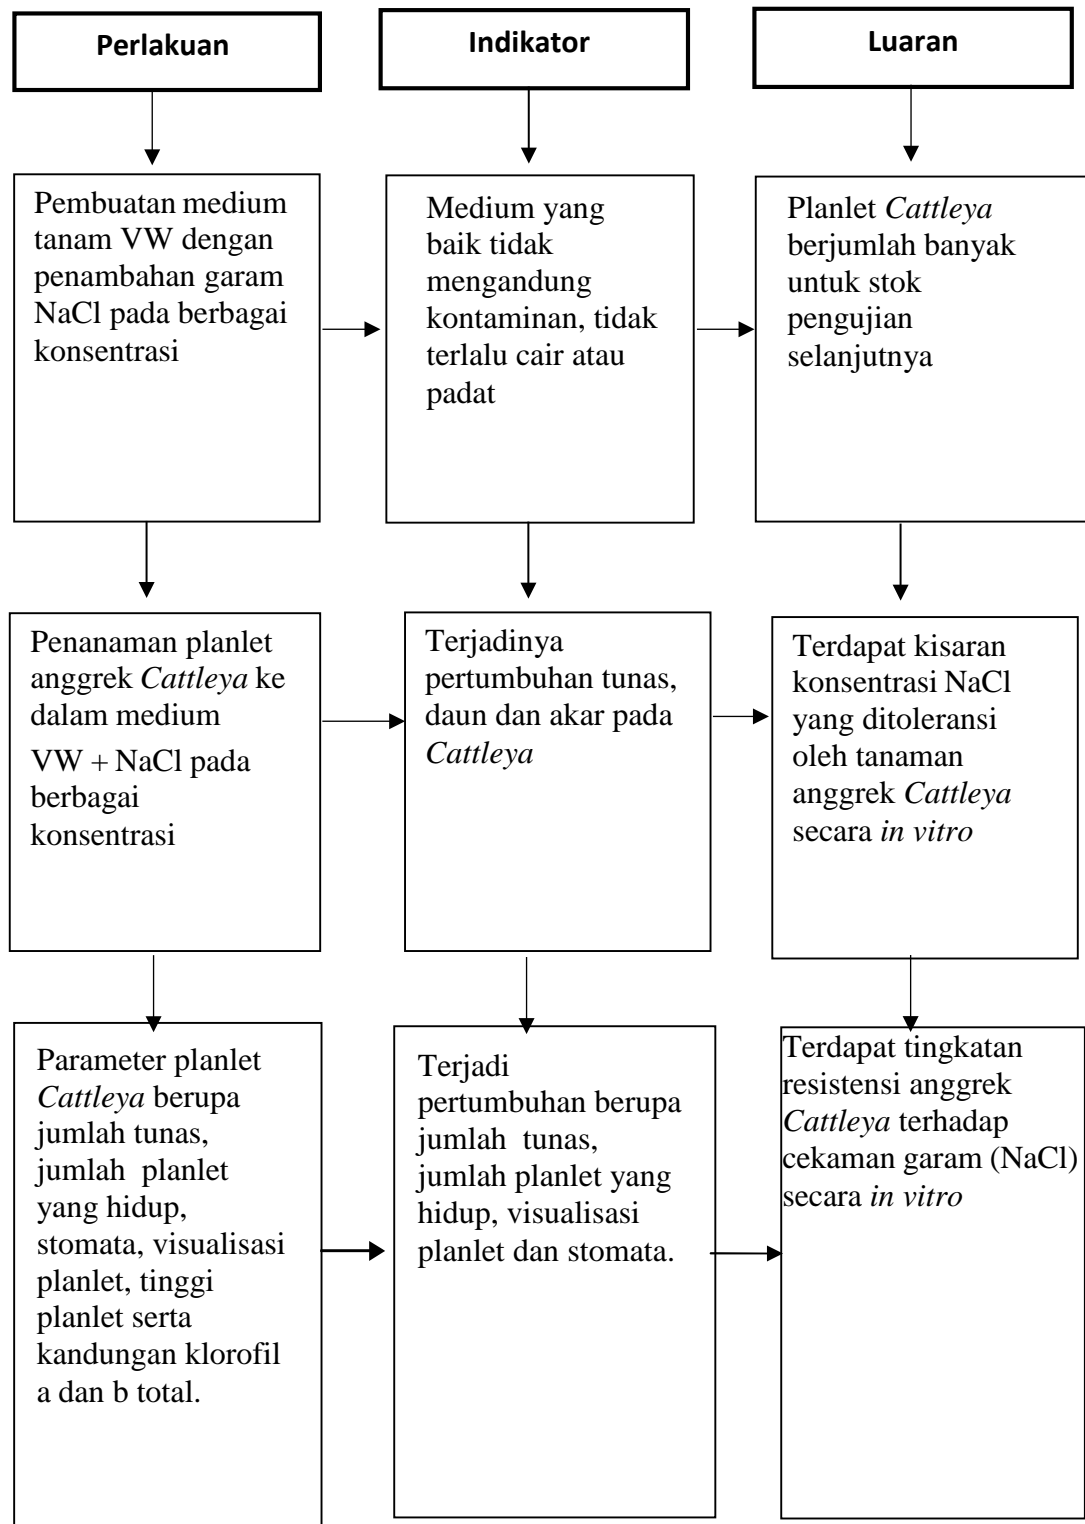 Perlakuan
Indikator
Luaran
Pembuatan medium
tanam VW dengan
penambahan garam
NaCl pada berbagai
konsentrasi
Medium yang
baik tidak
mengandung
kontaminan, tidak
terlalu cair atau
padat
Planlet Cattleya
berjumlah banyak
untuk stok
pengujian
selanjutnya
Penanaman planlet
anggrek Cattleya ke
dalam medium
VW + NaCl pada
berbagai
konsentrasi
Terjadinya
pertumbuhan tunas,
daun dan akar pada
Cattleya
Terdapat kisaran
konsentrasi NaCl
yang ditoleransi
oleh tanaman
anggrek Cattleya
secara in vitro
Parameter planlet
Cattleya berupa
jumlah tunas,
jumlah planlet
yang hidup,
stomata, visualisasi
planlet, tinggi
planlet serta
kandungan klorofil
a dan b total.
Terjadi
pertumbuhan berupa
jumlah tunas,
jumlah planlet yang
hidup, visualisasi
planlet dan stomata.
Terdapat tingkatan
resistensi anggrek
Cattleya terhadap
cekaman garam (NaCl)
secara in vitro